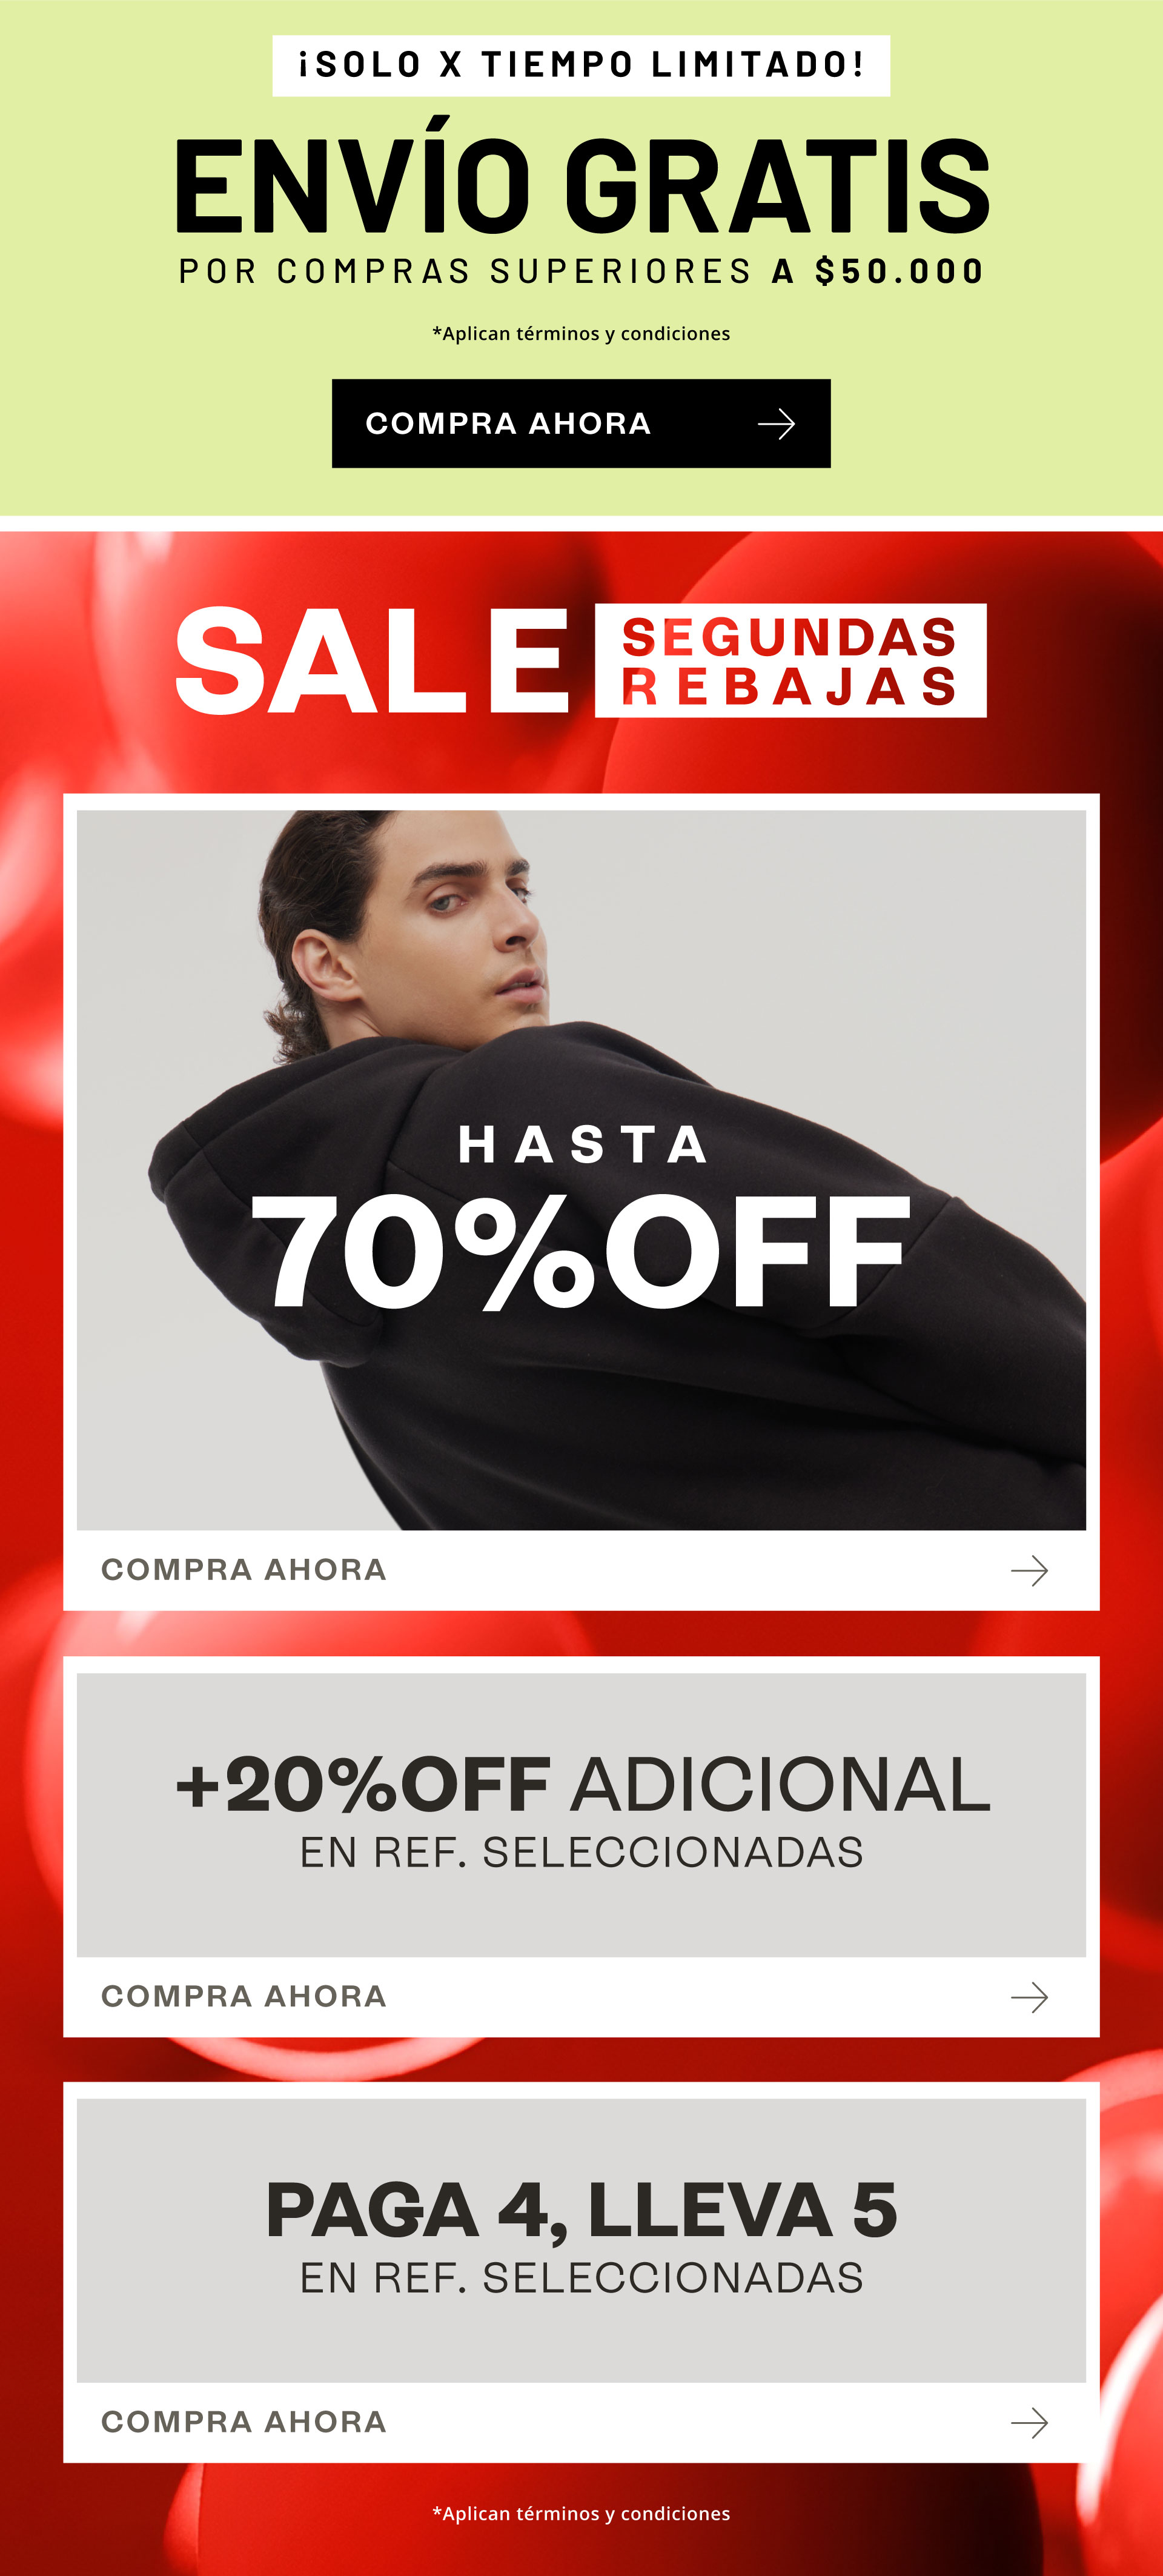 ¡SOLO X TIEMPO LIMITADO!
ENVÍO GRATIS
POR COMPRAS SUPERIORES A $50.000
*Aplican términos y condiciones
COMPRA AHORA
SALE
SEGUNDAS
REBAJAS
HASTA
70%OFF
COMPRA AHORA
+20%OFF ADICIONAL
EN REF. SELECCIONADAS
COMPRA AHORA
PAGA 4, LLEVA 5
EN REF. SELECCIONADAS
COMPRA AHORA
*Aplican términos y condiciones